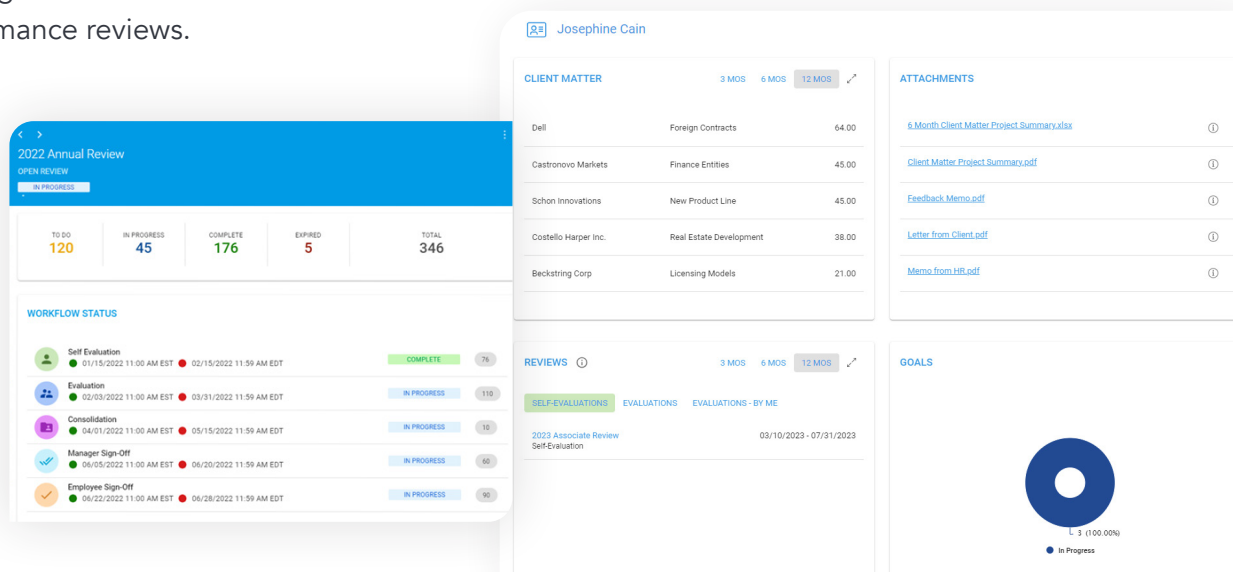 mance reviews.
2022 Annual Review
OPEN REVIEW
IN PROGRESS
TO DO IN PROGRESS COMPLETE EXPIRED TOTAL
120 45 176 5 346
WORKFLOW STATUS
Self Evaluation
01/15/2022 11:00 AM EST 02/15/2022 11:59 AM EDT COMPLETE 76
Evaluation
02/03/2022 11:00 AM EST 03/31/2022 11:59 AM EDT IN PROGRESS 110
Consolidation
04/01/2022 11:00 AM EST 05/15/2022 11:59 AM EDT IN PROGRESS 10
Manager Sign-Off
06/05/2022 11:00 AM EST 06/20/2022 11:59 AM EDT IN PROGRESS 60
Employee Sign-Off
06/22/2022 11:00 AM EST 06/28/2022 11:59 AM EDT IN PROGRESS 90
Josephine Cain
CLIENT MATTER 3 MOS 6 MOS 12 MOS
Dell Foreign Contracts 64.00
Castronovo Markets Finance Entities 45.00
Schon Innovations New Product Line 45.00
Costello Harper Inc. Real Estate Development 38.00
Beckstring Corp Licensing Models 21.00
ATTACHMENTS
6 Month Client Matter Project Summary.xlsx
Client Matter Project Summary.pdf
Feedback Memo.pdf
Letter from Client.pdf
Memo from HR.pdf
REVIEWS 3 MOS 6 MOS 12 MOS
SELF-EVALUATIONS EVALUATIONS EVALUATIONS - BY ME
2023 Associate Review 03/10/2023 - 07/31/2023
Self-Evaluation
GOALS
3 (100.00%)
In Progress